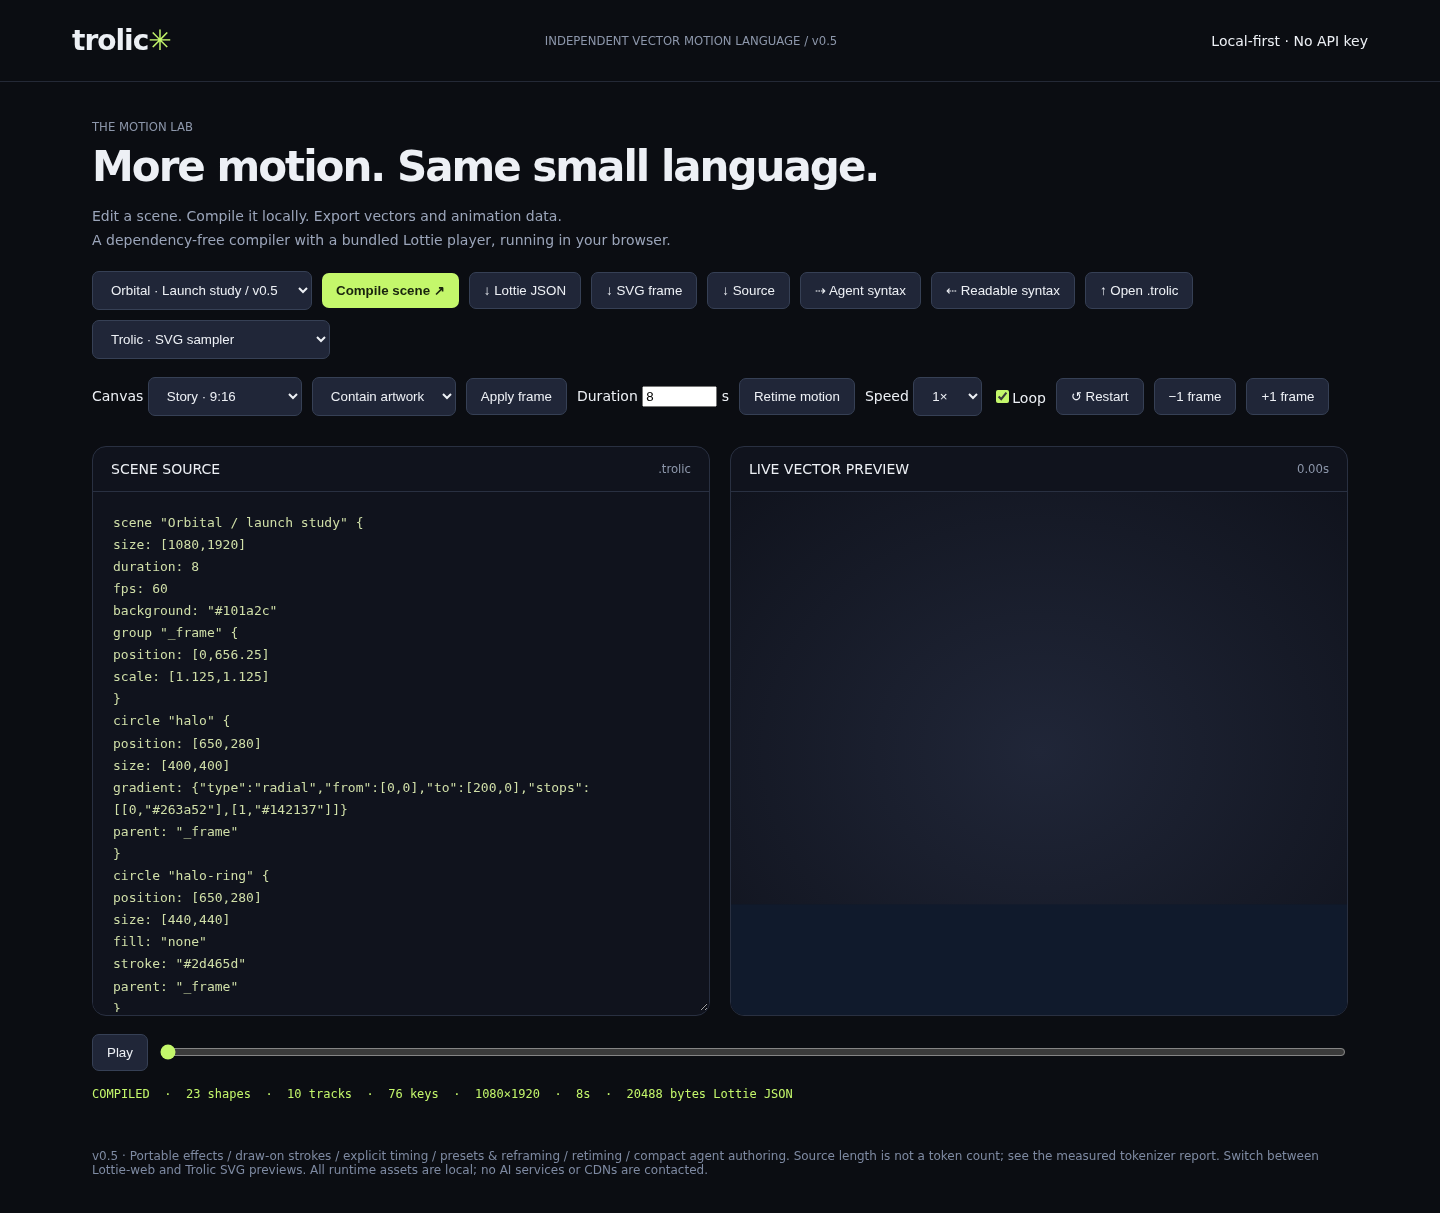 trolic✳
INDEPENDENT VECTOR MOTION LANGUAGE / v0.5
Local-first · No API key
THE MOTION LAB
More motion. Same small language.
Edit a scene. Compile it locally. Export vectors and animation data.
A dependency-free compiler with a bundled Lottie player, running in your browser.
Orbital · Launch study / v0.5
Compile scene ↗
↓ Lottie JSON
↓ SVG frame
↓ Source
⇢ Agent syntax
⇠ Readable syntax
↑ Open .trolic
Trolic · SVG sampler
Canvas
Story · 9:16
Contain artwork
Apply frame
Duration 8 s
Retime motion
Speed 1×
Loop
↺ Restart
−1 frame
+1 frame
SCENE SOURCE
.trolic
scene "Orbital / launch study" {
size: [1080,1920]
duration: 8
fps: 60
background: "#101a2c"
group "_frame" {
position: [0,656.25]
scale: [1.125,1.125]
}
circle "halo" {
position: [650,280]
size: [400,400]
gradient: {"type":"radial","from":[0,0],"to":[200,0],"stops":
[[0,"#263a52"],[1,"#142137"]]}
parent: "_frame"
}
circle "halo-ring" {
position: [650,280]
size: [440,440]
fill: "none"
stroke: "#2d465d"
parent: "_frame"
}
LIVE VECTOR PREVIEW
0.00s
Play
COMPILED · 23 shapes · 10 tracks · 76 keys · 1080×1920 · 8s · 20488 bytes Lottie JSON
v0.5 · Portable effects / draw-on strokes / explicit timing / presets & reframing / retiming / compact agent authoring. Source length is not a token count; see the measured tokenizer report. Switch between
Lottie-web and Trolic SVG previews. All runtime assets are local; no AI services or CDNs are contacted.